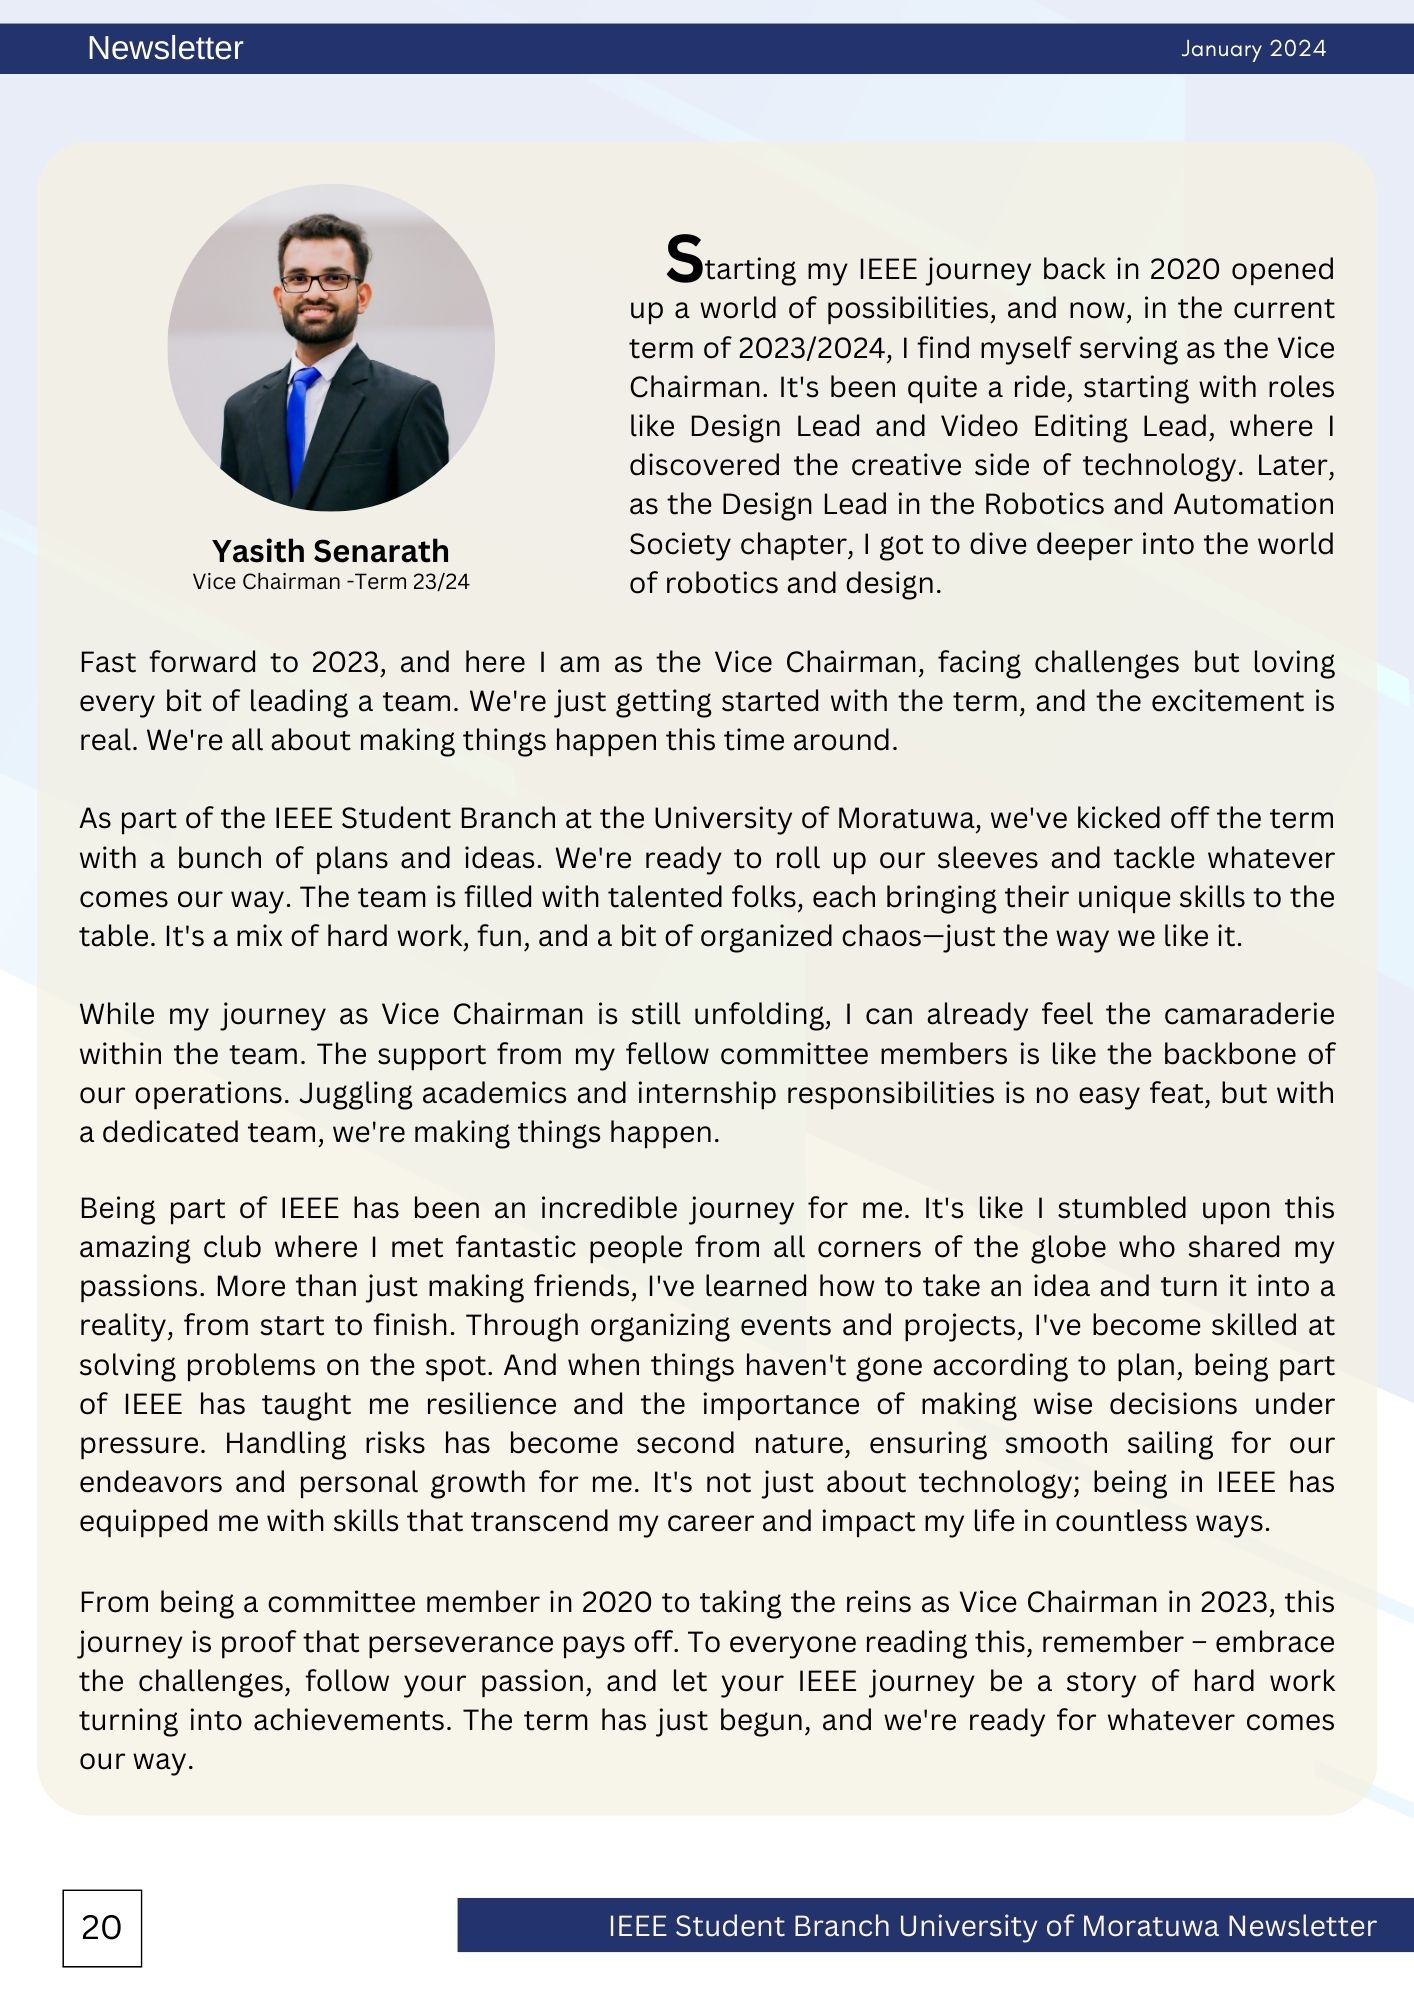 Newsletter
January 2024
Starting my IEEE journey back in 2020 opened
up a world of possibilities, and now, in the current
term of 2023/2024, I find myself serving as the Vice
Chairman. It's been quite a ride, starting with roles
like Design Lead and Video Editing Lead, where I
discovered the creative side of technology. Later,
as the Design Lead in the Robotics and Automation
Society chapter, I got to dive deeper into the world
of robotics and design.
Yasith Senarath
Vice Chairman -Term 23/24
Fast forward to 2023, and here I am as the Vice Chairman, facing challenges but loving
every bit of leading a team. We're just getting started with the term, and the excitement is
real. We're all about making things happen this time around.
As part of the IEEE Student Branch at the University of Moratuwa, we've kicked off the term
with a bunch of plans and ideas. We're ready to roll up our sleeves and tackle whatever
comes our way. The team is filled with talented folks, each bringing their unique skills to the
table. It's a mix of hard work, fun, and a bit of organized chaos—just the way we like it.
While my journey as Vice Chairman is still unfolding, I can already feel the camaraderie
within the team. The support from my fellow committee members is like the backbone of
our operations. Juggling academics and internship responsibilities is no easy feat, but with
a dedicated team, we're making things happen.
Being part of IEEE has been an incredible journey for me. It's like I stumbled upon this
amazing club where I met fantastic people from all corners of the globe who shared my
passions. More than just making friends, I've learned how to take an idea and turn it into a
reality, from start to finish. Through organizing events and projects, I've become skilled at
solving problems on the spot. And when things haven't gone according to plan, being part
of IEEE has taught me resilience and the importance of making wise decisions under
pressure. Handling risks has become second nature, ensuring smooth sailing for our
endeavors and personal growth for me. It's not just about technology; being in IEEE has
equipped me with skills that transcend my career and impact my life in countless ways.
From being a committee member in 2020 to taking the reins as Vice Chairman in 2023, this
journey is proof that perseverance pays off. To everyone reading this, remember – embrace
the challenges, follow your passion, and let your IEEE journey be a story of hard work
turning into achievements. The term has just begun, and we're ready for whatever comes
our way.
20
IEEE Student Branch University of Moratuwa Newsletter